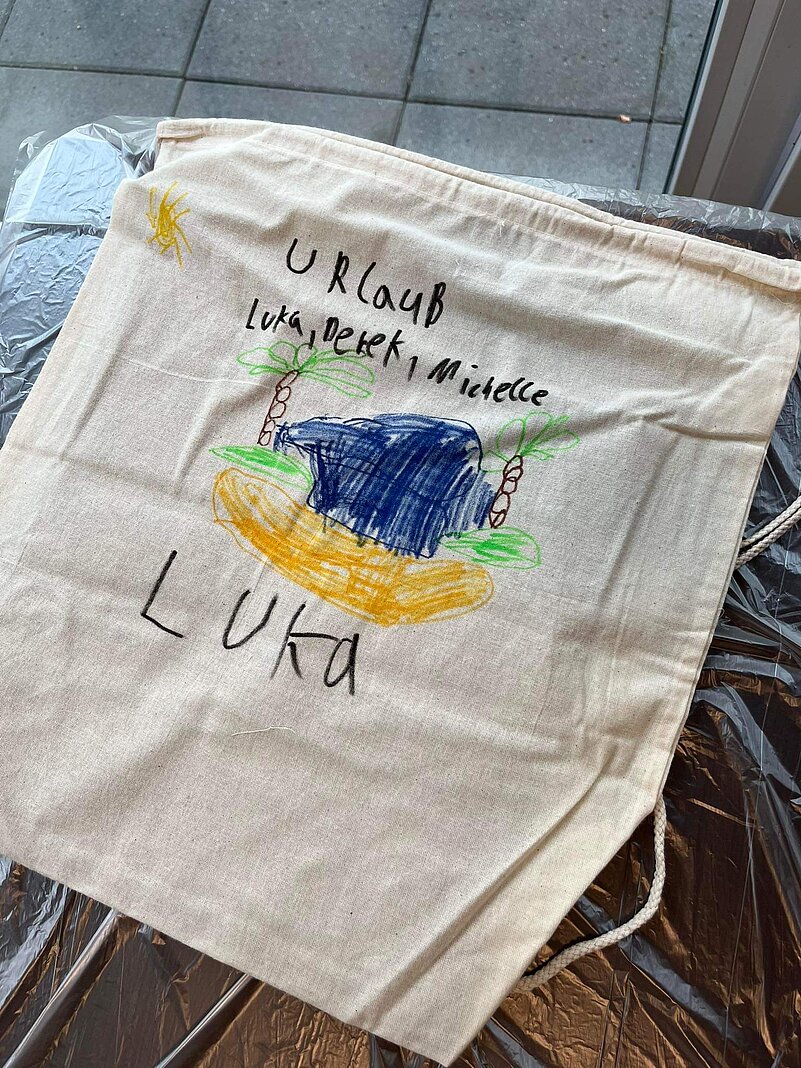 URlauB
Luka, Derek, Michelle
Luka